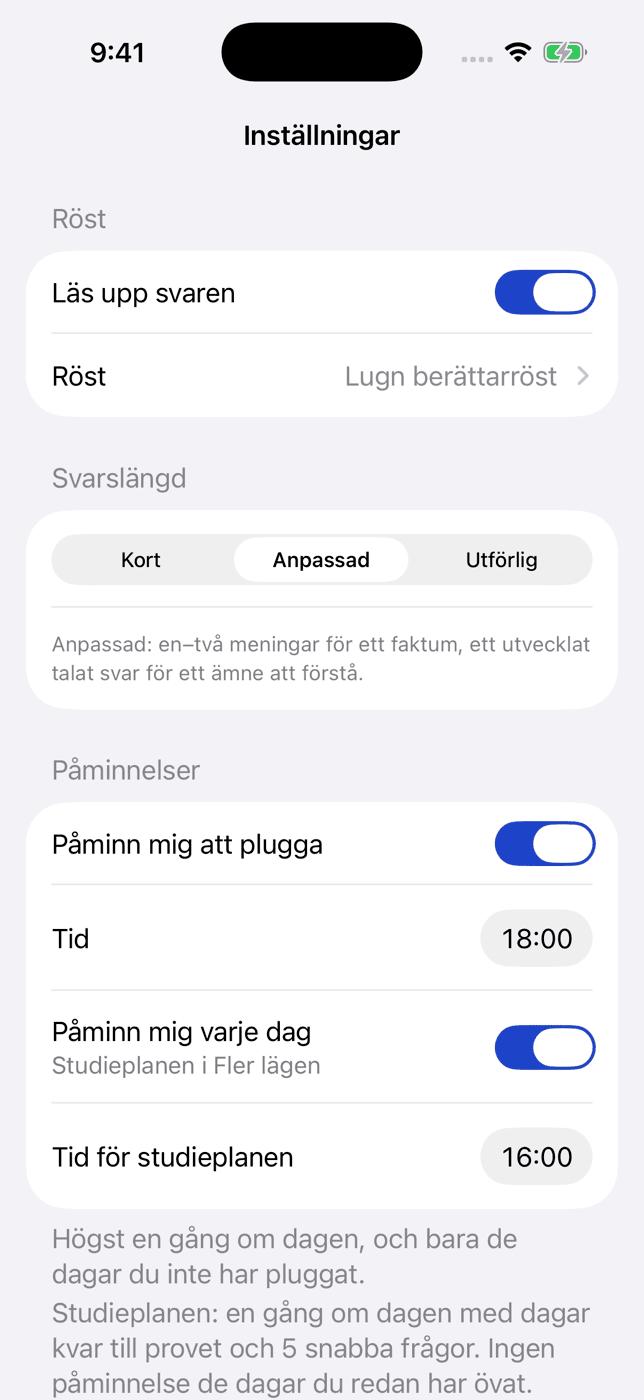 9:41
Inställningar
Röst
Läs upp svaren
Röst
Lugn berättarröst
Svarslängd
Kort
Anpassad
Utförlig
Anpassad: en–två meningar för ett faktum, ett utvecklat
talat svar för ett ämne att förstå.
Påminnelser
Påminn mig att plugga
Tid
18:00
Påminn mig varje dag
Studieplanen i Fler lägen
Tid för studieplanen
16:00
Högst en gång om dagen, och bara de
dagar du inte har pluggat.
Studieplanen: en gång om dagen med dagar
kvar till provet och 5 snabba frågor. Ingen
påminnelse de dagar du redan har övat.